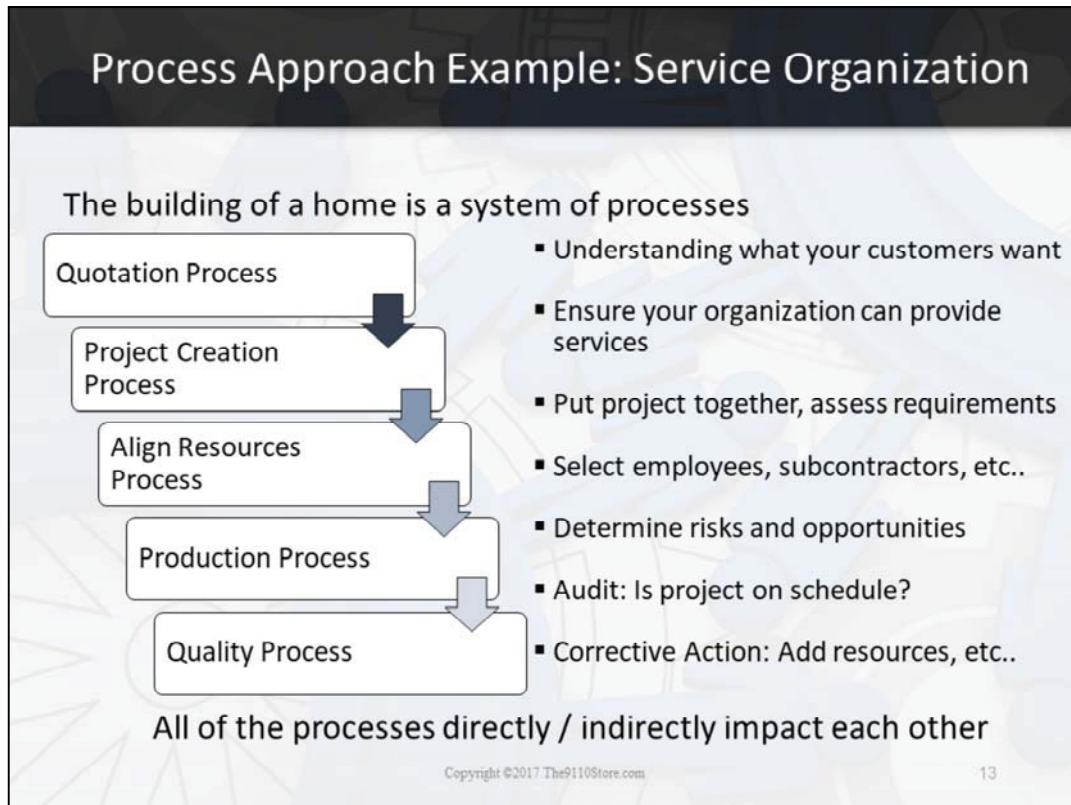 Process Approach Example: Service Organization
The building of a home is a system of processes
Quotation Process
Project Creation
Process
Align Resources
Process
Production Process
Quality Process
▪ Understanding what your customers want
▪ Ensure your organization can provide
services
▪ Put project together, assess requirements
▪ Select employees, subcontractors, etc..
▪ Determine risks and opportunities
▪ Audit: Is project on schedule?
▪ Corrective Action: Add resources, etc..
All of the processes directly / indirectly impact each other
Copyright ©2017 The9110Store.com
13